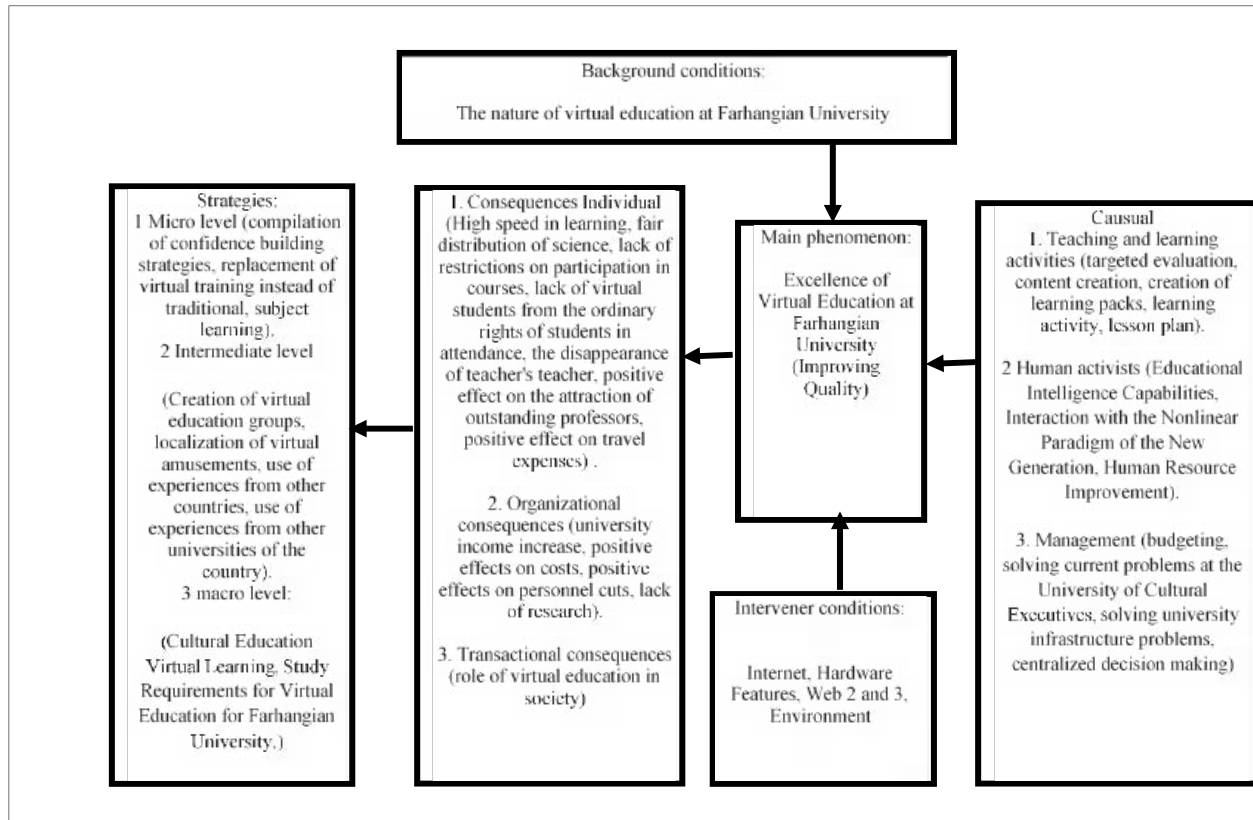 Background conditions:
The nature of virtual education at Farhangian University
Strategies:
1 Micro level (compilation
of confidence building
strategies, replacement of
virtual training instead of
traditional, subject
learning).
2 Intermediate level
(Creation of virtual
education groups,
localization of virtual
amusements, use of
experiences from other
countries, use of
experiences from other
universities of the
country).
3 macro level:
(Cultural Education
Virtual Learning, Study
Requirements for Virtual
Education for Farhangian
University,)
1. Consequences Individual
(High speed in learning, fair
distribution of science, lack of
restrictions on participation in
courses, lack of virtual
students from the ordinary
rights of students in
attendance, the disappearance
of teacher's teacher, positive
effect on the attraction of
outstanding professors,
positive effect on travel
expenses) .
2. Organizational
consequences (university
income increase, positive
effects on costs, positive
effects on personnel cuts, lack
of research).
3. Transactional consequences
(role of virtual education in
society)
Main phenomenon:
Excellence of
Virtual Education at
Farhangian
University
(Improving
Quality)
Intervener conditions:
Internet, Hardware
Features, Web 2 and 3,
Environment
Causual
1. Teaching and learning
activities (targeted evaluation,
content creation, creation of
learning packs, learning
activity, lesson plan).
2 Human activists (Educational
Intelligence Capabilities,
Interaction with the Nonlinear
Paradigm of the New
Generation, Human Resource
Improvement).
3. Management (budgeting,
solving current problems at the
University of Cultural
Executives, solving university
infrastructure problems,
centralized decision making)